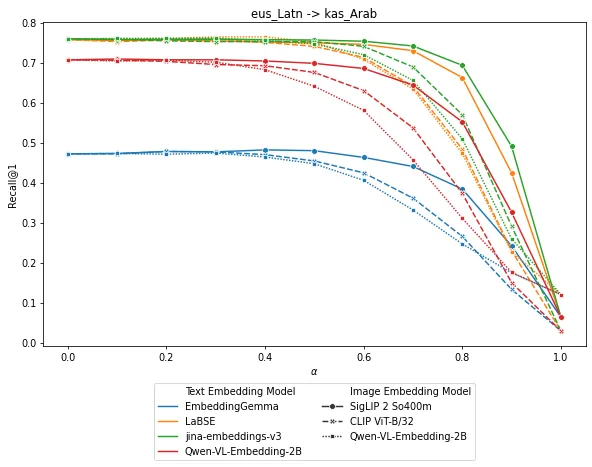 eus_Latn -> kas_Arab
Recall@1
0.8
0.7
0.6
0.5
0.4
0.3
0.2
0.1
0.0
0.0 0.2 0.4 0.6 0.8 1.0
α
Text Embedding Model
EmbeddingGemma
LaBSE
jina-embeddings-v3
Qwen-VL-Embedding-2B
Image Embedding Model
SigLIP 2 So400m
CLIP ViT-B/32
Qwen-VL-Embedding-2B